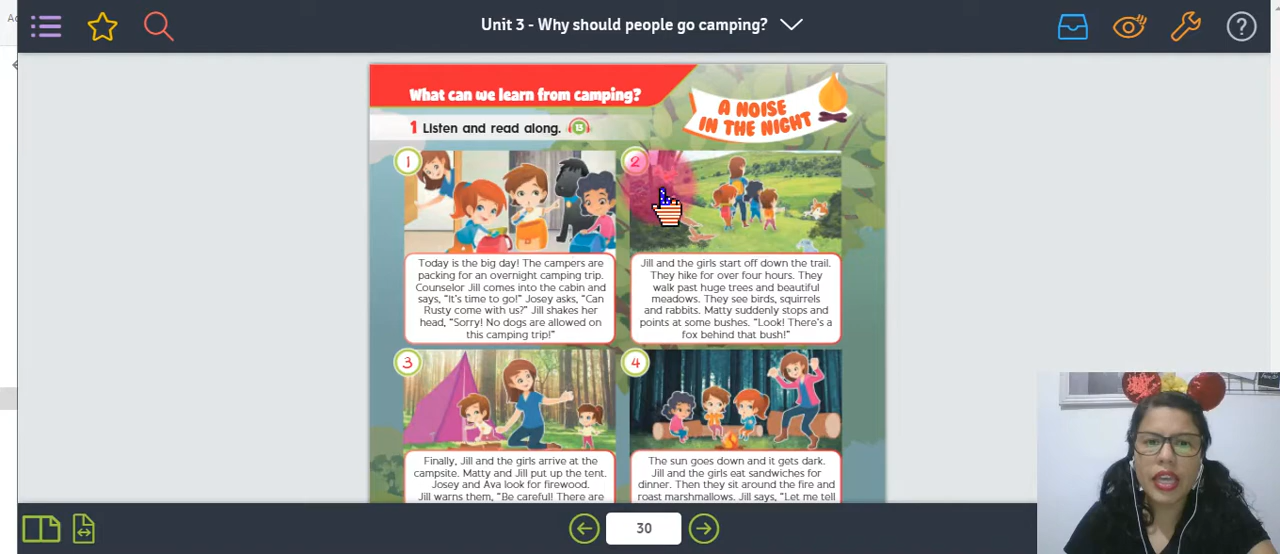 Unit 3 - Why should people go camping?
What can we learn from camping?
A NOISE
IN THE NIGHT
1 Listen and read along. 13
1
Today is the big day! The campers are
packing for an overnight camping trip.
Counselor Jill comes into the cabin and
says, "It's time to go!" Josey asks, "Can
Rusty come with us?" Jill shakes her
head, "Sorry! No dogs are allowed on
this camping trip!"
2
Jill and the girls start off down the trail.
They hike for over four hours. They
walk past huge trees and beautiful
meadows. They see birds, squirrels
and rabbits. Matty suddenly stops and
points at some bushes. "Look! There's a
fox behind that bush!"
3
Finally, Jill and the girls arrive at the
campsite. Matty and Jill put up the tent.
Josey and Ava look for firewood.
Jill warns them, "Be careful! There are
4
The sun goes down and it gets dark.
Jill and the girls eat sandwiches for
dinner. Then they sit around the fire and
roast marshmallows. Jill says, "Let me tell
30